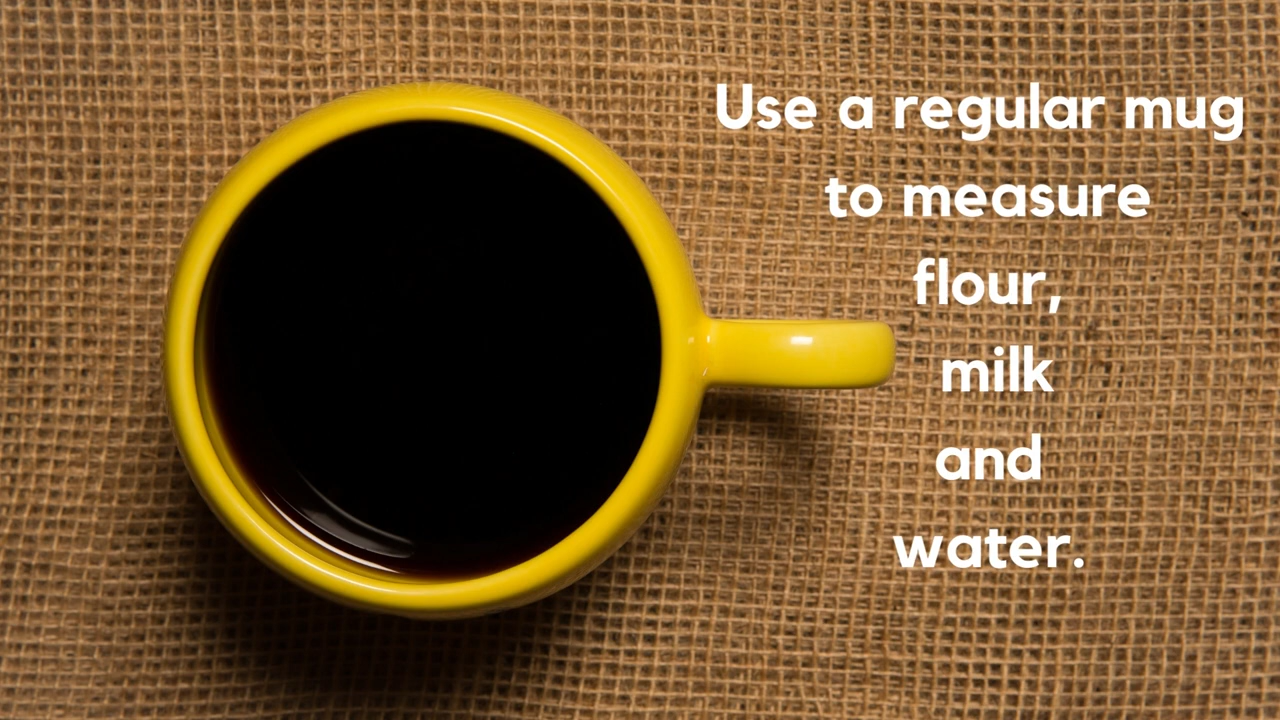 Use a regular mug
to measure
flour,
milk
and
water.